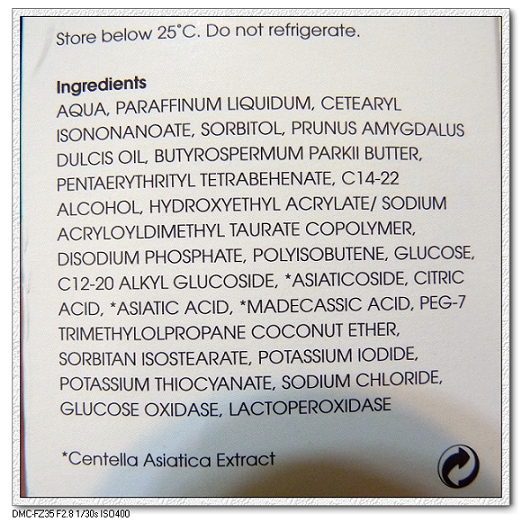 Store below 25°C. Do not refrigerate.
Ingredients
AQUA, PARAFFINUM LIQUIDUM, CETEARYL
ISONONANOATE, SORBITOL, PRUNUS AMYGDALUS
DULCIS OIL, BUTYROSPERMUM PARKII BUTTER,
PENTAERYTHRITYL TETRABEHENATE, C14-22
ALCOHOL, HYDROXYETHYL ACRYLATE/ SODIUM
ACRYLOYLDIMETHYL TAURATE COPOLYMER,
DISODIUM PHOSPHATE, POLYISOBUTENE, GLUCOSE,
C12-20 ALKYL GLUCOSIDE, *ASIATICOSIDE, CITRIC
ACID, *ASIATIC ACID, *MADECASSIC ACID, PEG-7
TRIMETHYLOLPROPANE COCONUT ETHER,
SORBITAN ISOSTEARATE, POTASSIUM IODIDE,
POTASSIUM THIOCYANATE, SODIUM CHLORIDE,
GLUCOSE OXIDASE, LACTOPEROXIDASE
*Centella Asiatica Extract
DMC-FZ35 F2.8 1/30s ISO400